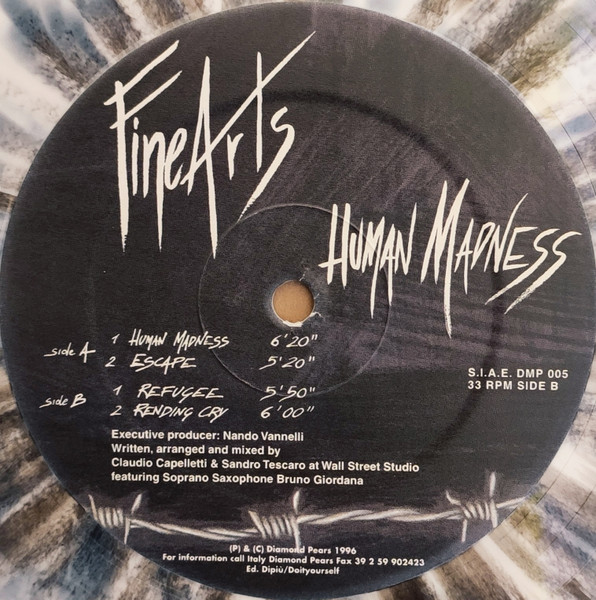 Fine Arts
Human Madness
side A
1 Human Madness 6'20"
2 Escape 5'20"
side B
1 Refugee 5'50"
2 Rending Cry 6'00"
S.I.A.E. DMP 005
33 RPM SIDE B
Executive producer: Nando Vannelli
Written, arranged and mixed by
Claudio Capelletti & Sandro Tescaro at Wall Street Studio
featuring Soprano Saxophone Bruno Giordana
(P) & (C) Diamond Pears 1996
For information call Italy Diamond Pears Fax 39 2 59 902423
Ed. Dipiù/Doityourself